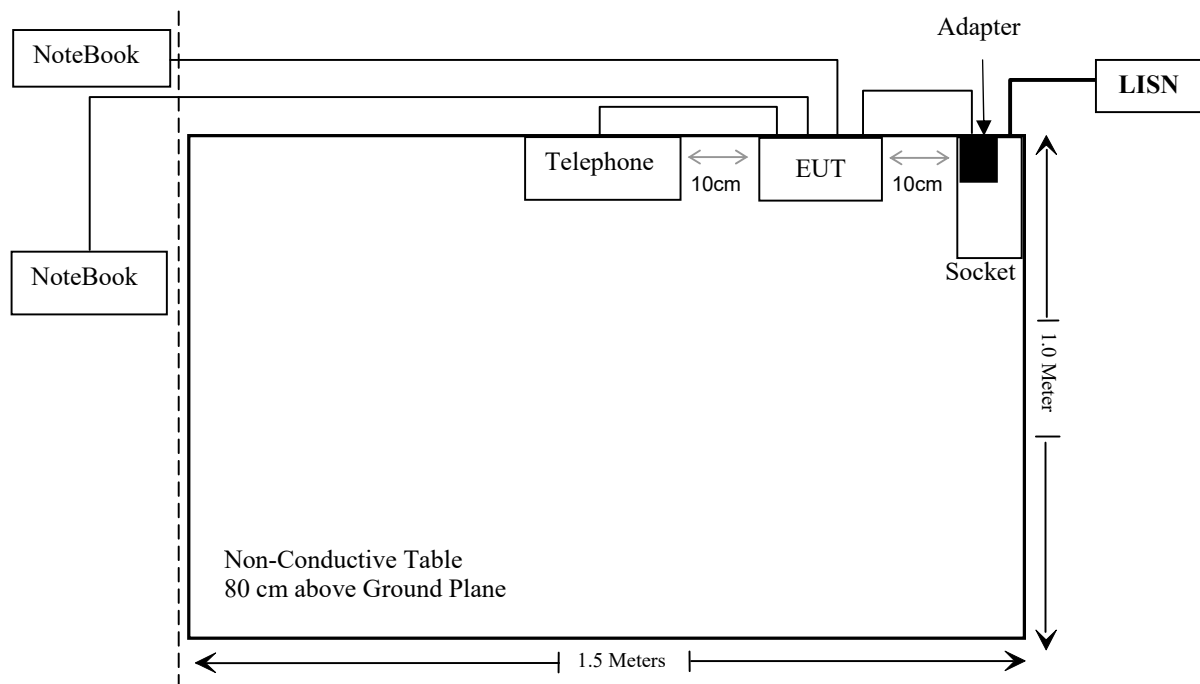 Adapter
NoteBook
LISN
Telephone
EUT
10cm
10cm
NoteBook
Socket
1.0 Meter
Non-Conductive Table
80 cm above Ground Plane
1.5 Meters